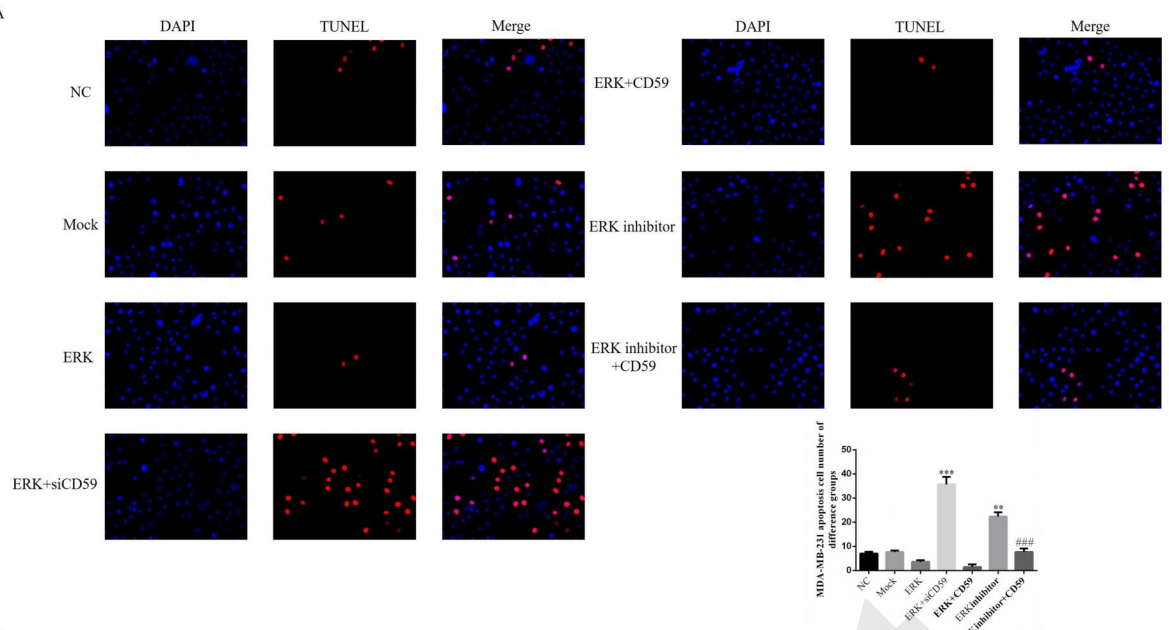 A
DAPI TUNEL Merge
NC
Mock
ERK
ERK+siCD59
DAPI TUNEL Merge
ERK+CD59
ERK inhibitor
ERK inhibitor
+CD59
MDA-MB-231 apoptosis cell number of
difference groups
50
40
30
20
10
0
***
**
###
NC
Mock
ERK
ERK+siCD59
ERK+CD59
ERKinhibitor
Kinhibitor+CD59